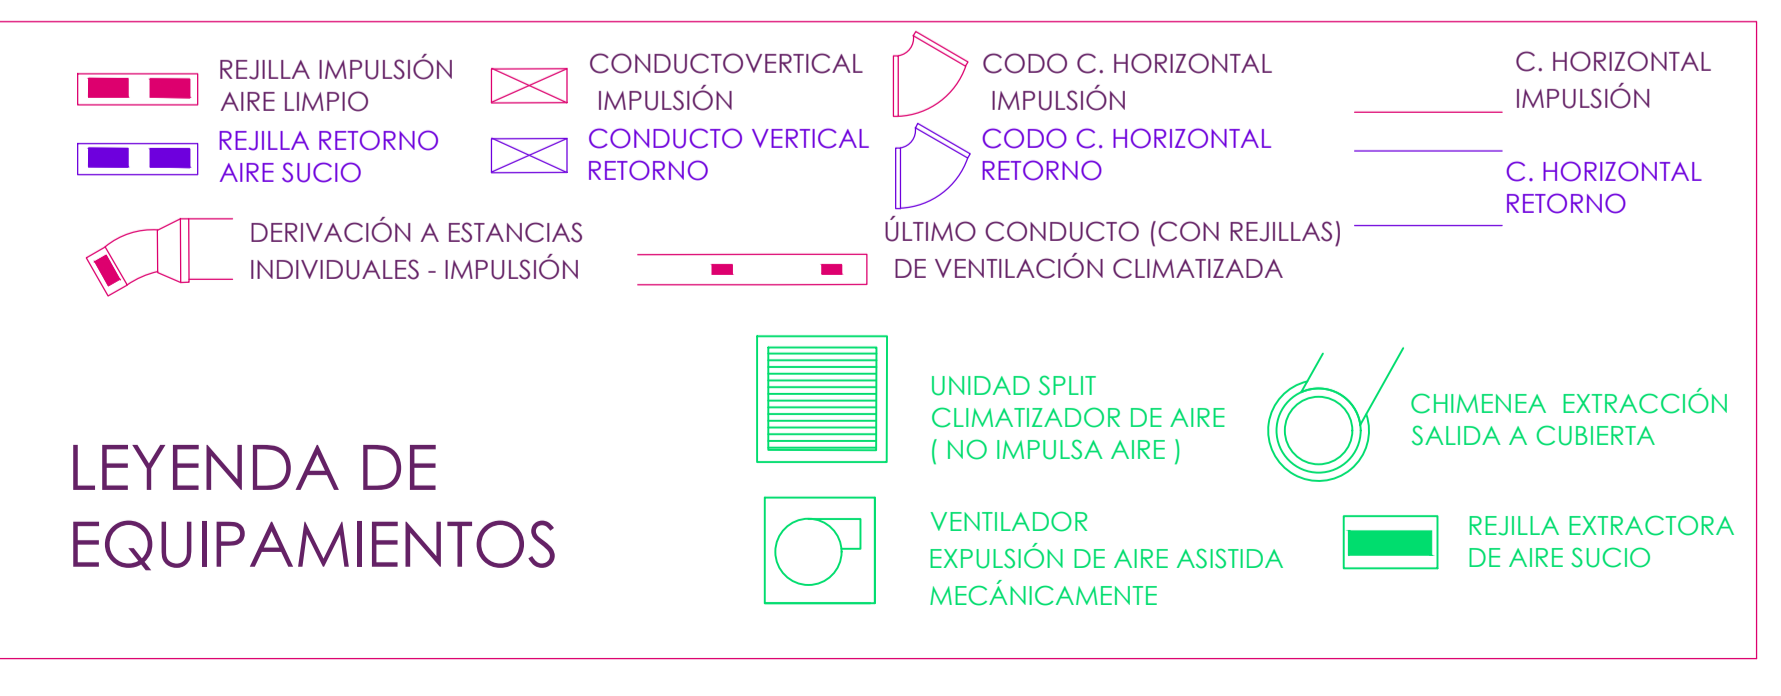 REJILLA IMPULSIÓN
AIRE LIMPIO
CONDUCTOVERTICAL
IMPULSIÓN
CODO C. HORIZONTAL
IMPULSIÓN
C. HORIZONTAL
IMPULSIÓN
REJILLA RETORNO
AIRE SUCIO
CONDUCTO VERTICAL
RETORNO
CODO C. HORIZONTAL
RETORNO
C. HORIZONTAL
RETORNO
DERIVACIÓN A ESTANCIAS
INDIVIDUALES - IMPULSIÓN
ÚLTIMO CONDUCTO (CON REJILLAS)
DE VENTILACIÓN CLIMATIZADA
LEYENDA DE
EQUIPAMIENTOS
UNIDAD SPLIT
CLIMATIZADOR DE AIRE
( NO IMPULSA AIRE )
CHIMENEA EXTRACCIÓN
SALIDA A CUBIERTA
VENTILADOR
EXPULSIÓN DE AIRE ASISTIDA
MECÁNICAMENTE
REJILLA EXTRACTORA
DE AIRE SUCIO